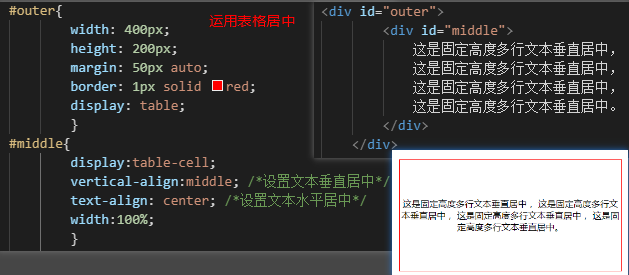 #outer{
width: 400px;
height: 200px;
margin: 50px auto;
border: 1px solid red;
display: table;
}
#middle{
display:table-cell;
vertical-align:middle; /*设置文本垂直居中*/
text-align: center; /*设置文本水平居中*/
width:100%;
}
运用表格居中
<div id="outer">
<div id="middle">
这是固定高度多行文本垂直居中，
这是固定高度多行文本垂直居中，
这是固定高度多行文本垂直居中，
这是固定高度多行文本垂直居中。
</div>
</div>
这是固定高度多行文本垂直居中， 这是固定高度多行文
本垂直居中， 这是固定高度多行文本垂直居中， 这是固
定高度多行文本垂直居中。